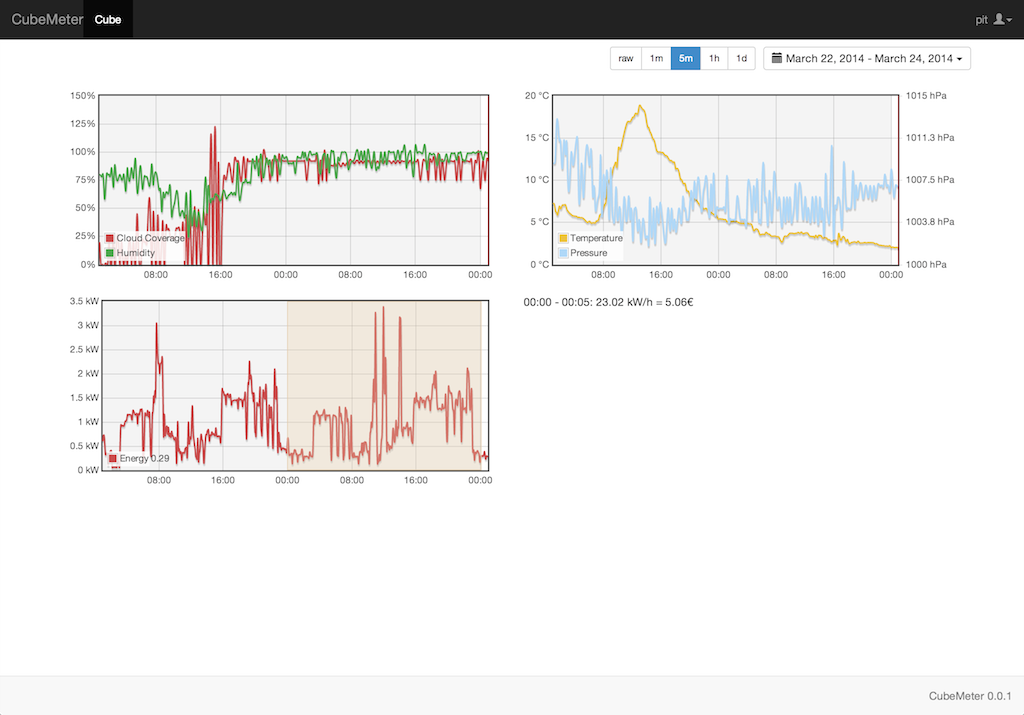 CubeMeter Cube pit
raw 1m 5m 1h 1d March 22, 2014 - March 24, 2014
150%
125%
100%
75%
50%
25%
0%
Cloud Coverage
Humidity
08:00 16:00 00:00 08:00 16:00 00:00
20 °C
15 °C
10 °C
5 °C
0 °C
1015 hPa
1011.3 hPa
1007.5 hPa
1003.8 hPa
1000 hPa
Temperature
Pressure
08:00 16:00 00:00 08:00 16:00 00:00
3.5 kW
3 kW
2.5 kW
2 kW
1.5 kW
1 kW
0.5 kW
0 kW
Energy 0.29
08:00 16:00 00:00 08:00 16:00 00:00
00:00 - 00:05: 23.02 kW/h = 5.06€
CubeMeter 0.0.1